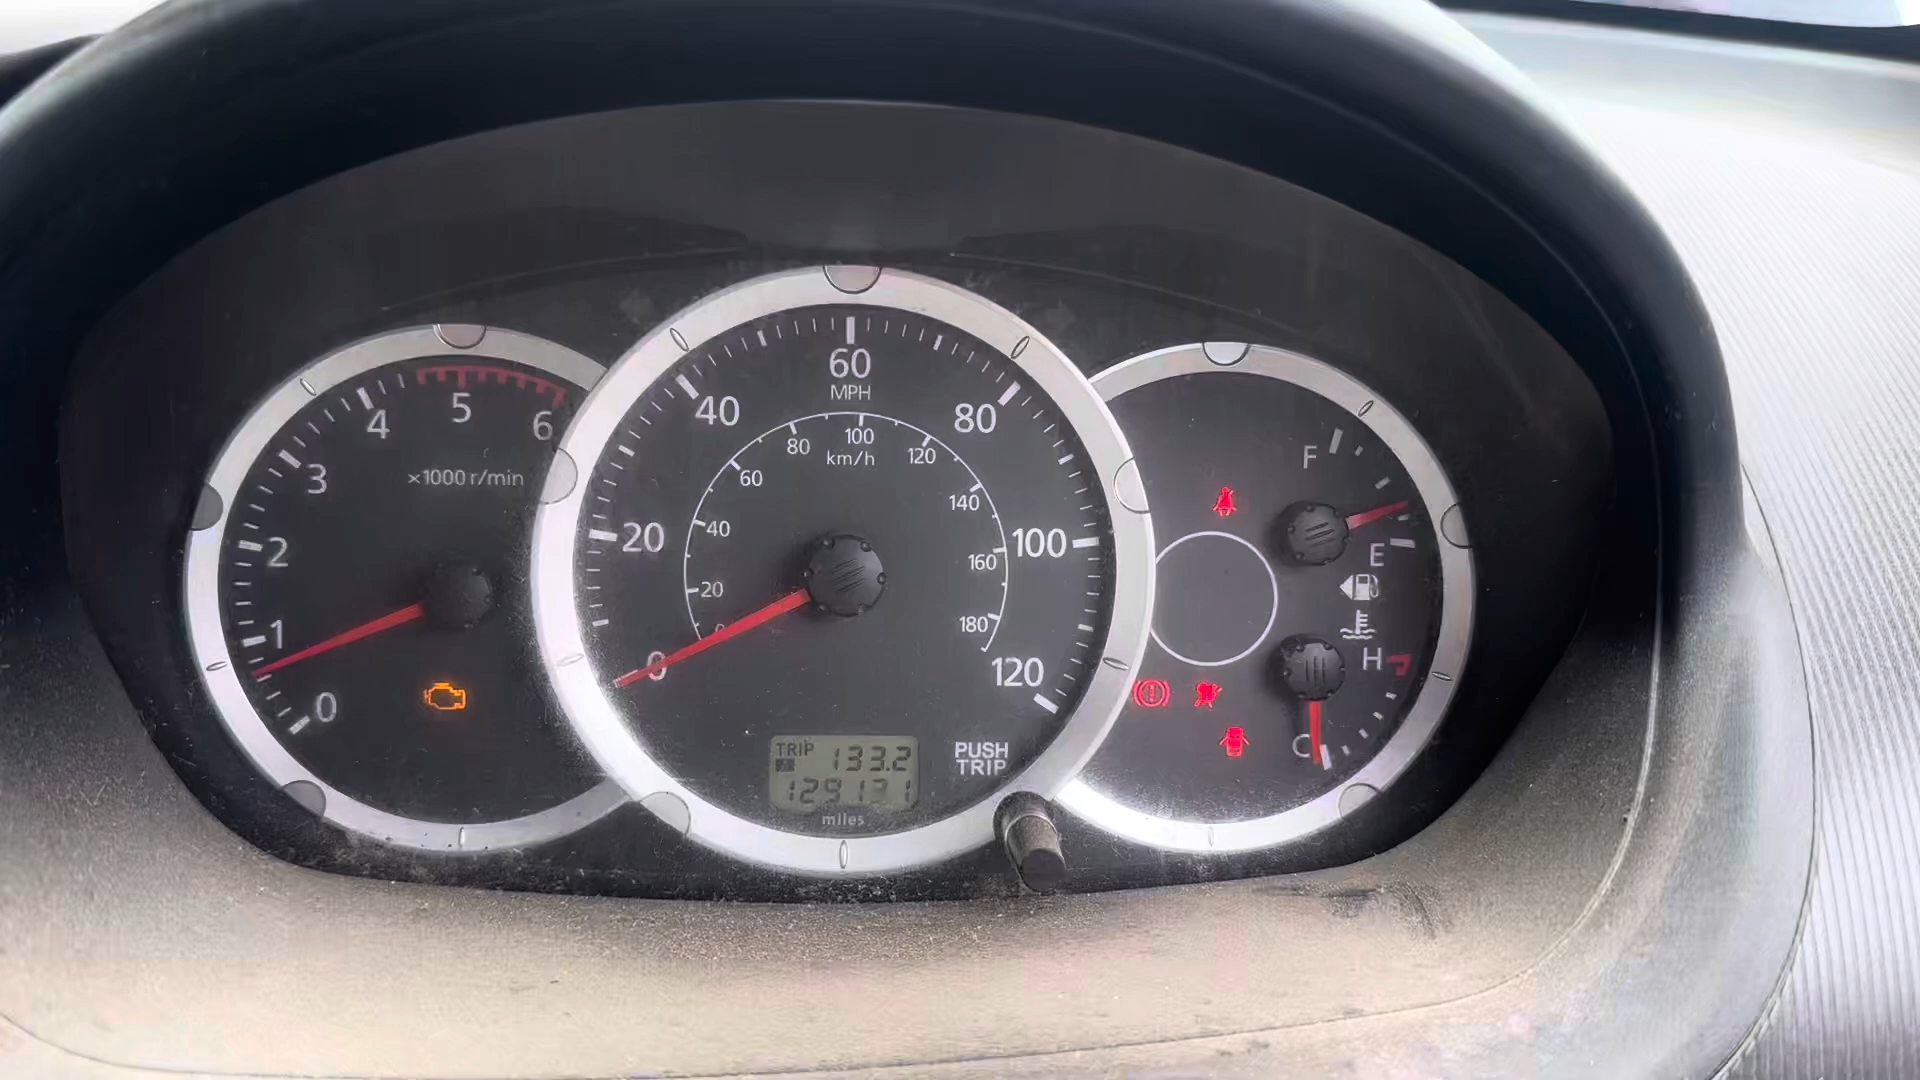 4 5 6
3
×1000 r/min
2
1
0
60
MPH
40 80
80 100 120
km/h
60 140
20 40 160 100
20 180
0 120
TRIP 133.2
129131
miles
PUSH
TRIP
F
E
H
C